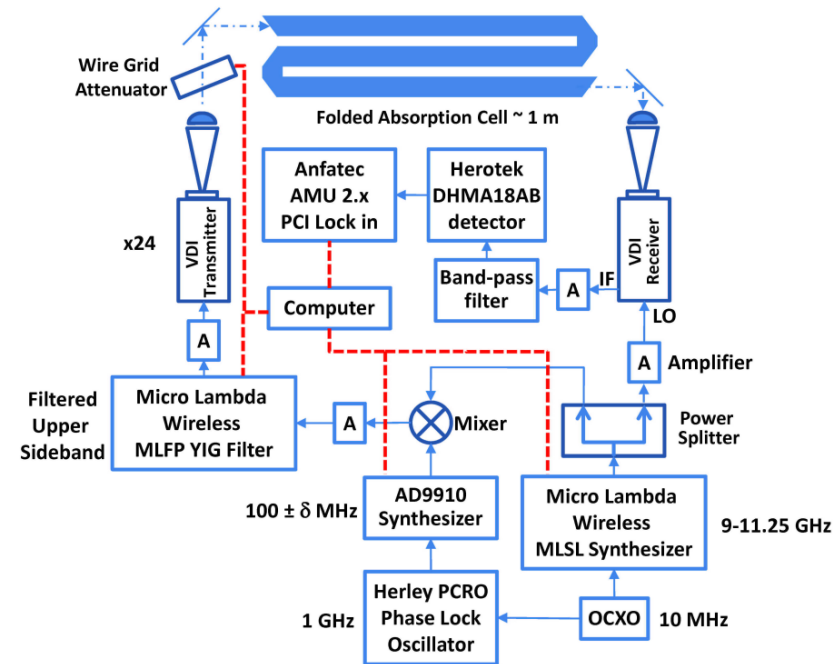 Wire Grid
Attenuator
Folded Absorption Cell ~ 1 m
Anfatec
AMU 2.x
PCI Lock in
Herotek
DHMA18AB
detector
x24
VDI
Transmitter
VDI
Receiver
Band-pass
filter
A
IF
LO
Computer
A
A
Amplifier
Filtered
Upper
Sideband
Micro Lambda
Wireless
MLFP YIG Filter
A
Mixer
Power
Splitter
100 ± δ MHz
AD9910
Synthesizer
Micro Lambda
Wireless
MLSL Synthesizer
9-11.25 GHz
1 GHz
Herley PCRO
Phase Lock
Oscillator
OCXO
10 MHz